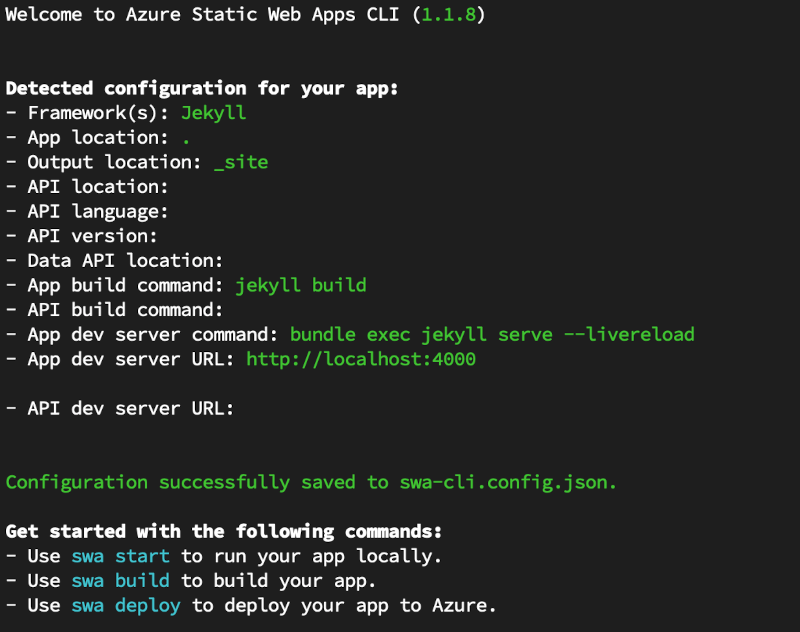 Welcome to Azure Static Web Apps CLI (1.1.8)
Detected configuration for your app:
- Framework(s): Jekyll
- App location: .
- Output location: _site
- API location:
- API language:
- API version:
- Data API location:
- App build command: jekyll build
- API build command:
- App dev server command: bundle exec jekyll serve --livereload
- App dev server URL: http://localhost:4000
- API dev server URL:
Configuration successfully saved to swa-cli.config.json.
Get started with the following commands:
- Use swa start to run your app locally.
- Use swa build to build your app.
- Use swa deploy to deploy your app to Azure.